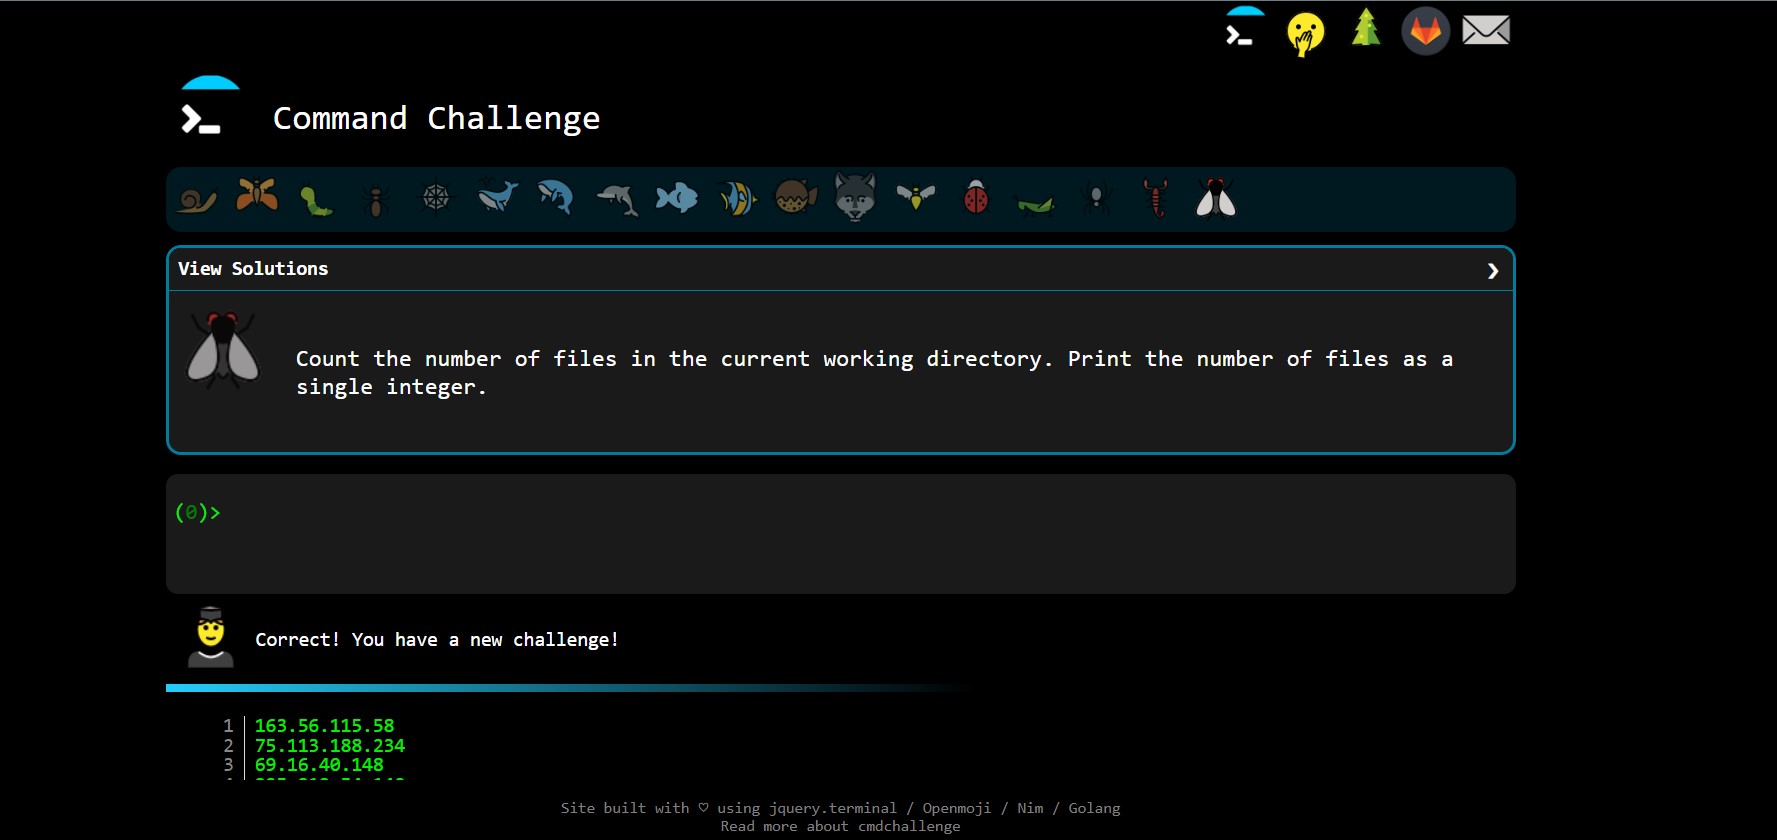 Command Challenge
View Solutions
Count the number of files in the current working directory. Print the number of files as a
single integer.
(0)>
Correct! You have a new challenge!
1 163.56.115.58
2 75.113.188.234
3 69.16.40.148
Site built with ♡ using jquery.terminal / Openmoji / Nim / Golang
Read more about cmdchallenge